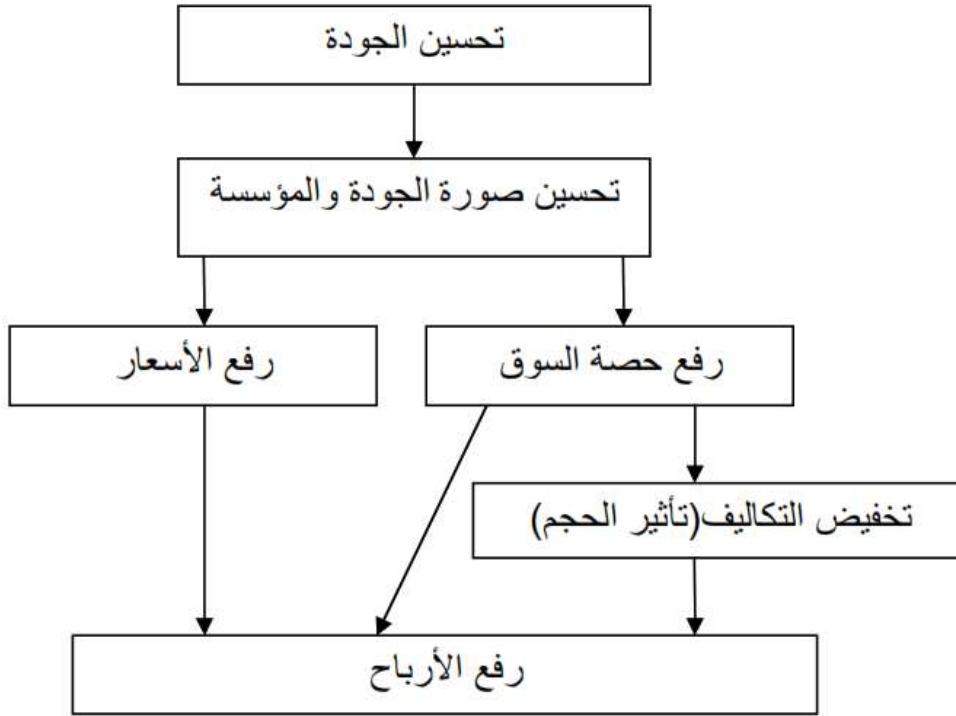 تحسين الجودة
تحسين صورة الجودة والمؤسسة
رفع حصة السوق
رفع الأسعار
تخفيض التكاليف(تأثير الحجم)
رفع الأرباح